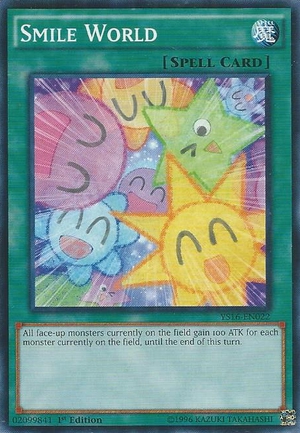 SMILE WORLD
魔
[SPELL CARD]
YS16-EN022
All face-up monsters currently on the field gain 100 ATK for each
monster currently on the field, until the end of this turn.
02099841 1st Edition ©1996 KAZUKI TAKAHASHI